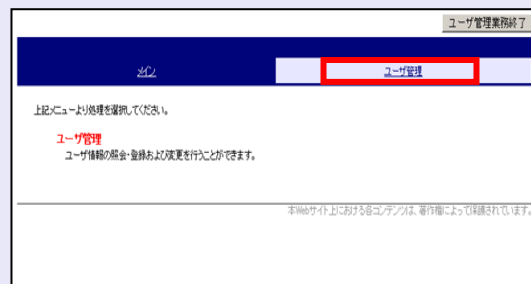 ユーザ管理業務終了
メイン
ユーザ管理
上記メニューより処理を選択してください。
ユーザ管理
ユーザ情報の照会・登録および変更を行うことができます。
本Webサイト上における各コンテンツは、著作権によって保護されています。